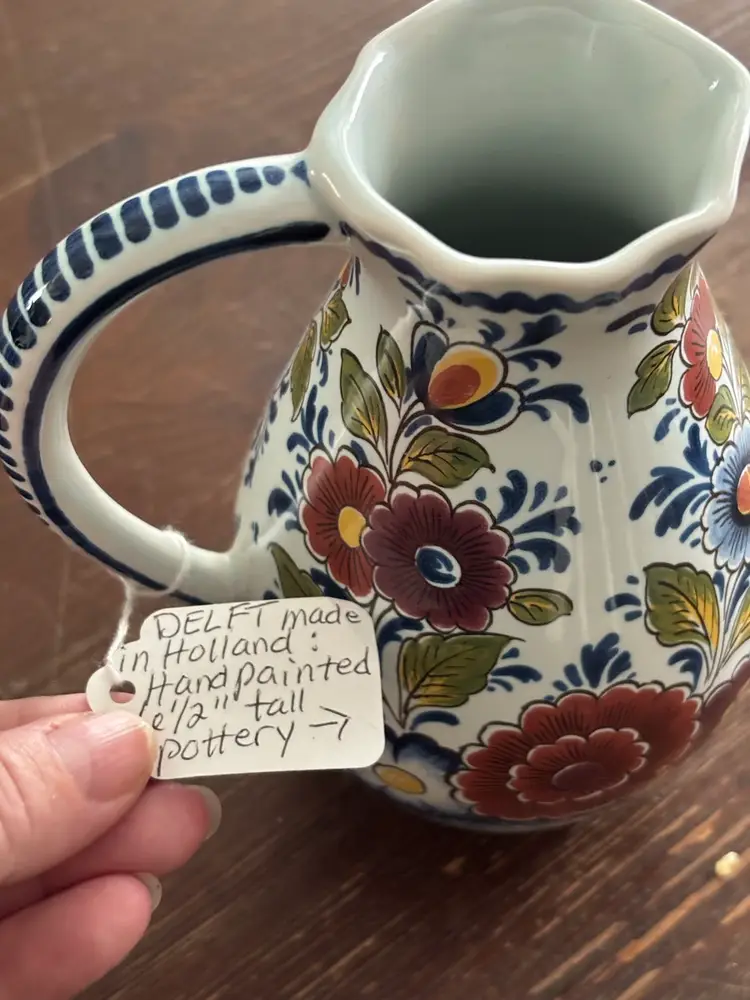 DELFT made
in Holland :
Hand painted
6 1/2" tall
pottery →